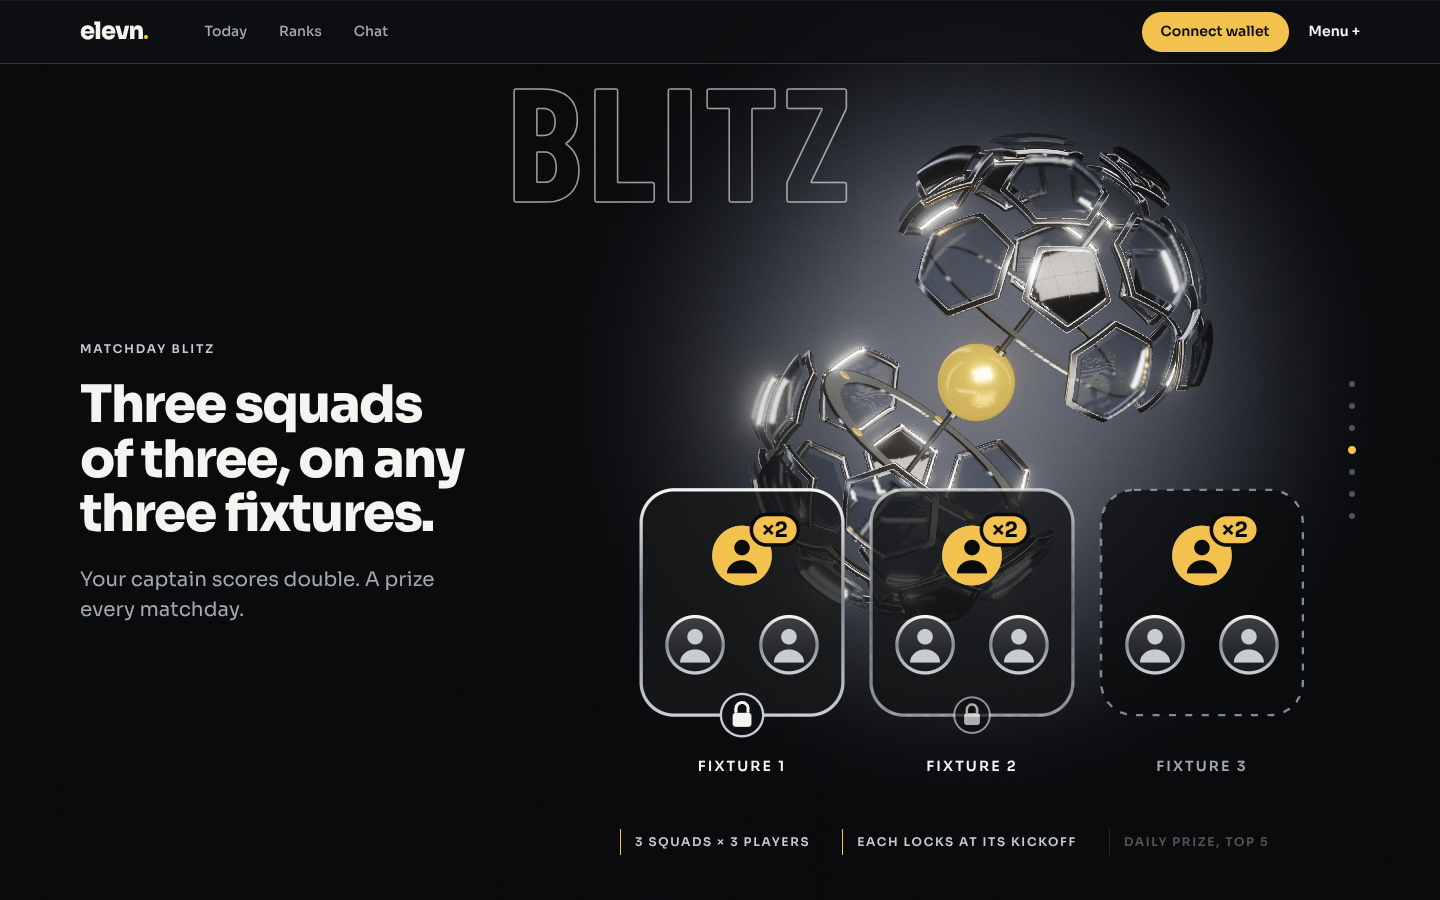 elevn.
Today
Ranks
Chat
Connect wallet
Menu +
BLITZ
MATCHDAY BLITZ
Three squads
of three, on any
three fixtures.
Your captain scores double. A prize
every matchday.
×2
×2
×2
FIXTURE 1
FIXTURE 2
FIXTURE 3
3 SQUADS × 3 PLAYERS
EACH LOCKS AT ITS KICKOFF
DAILY PRIZE, TOP 5